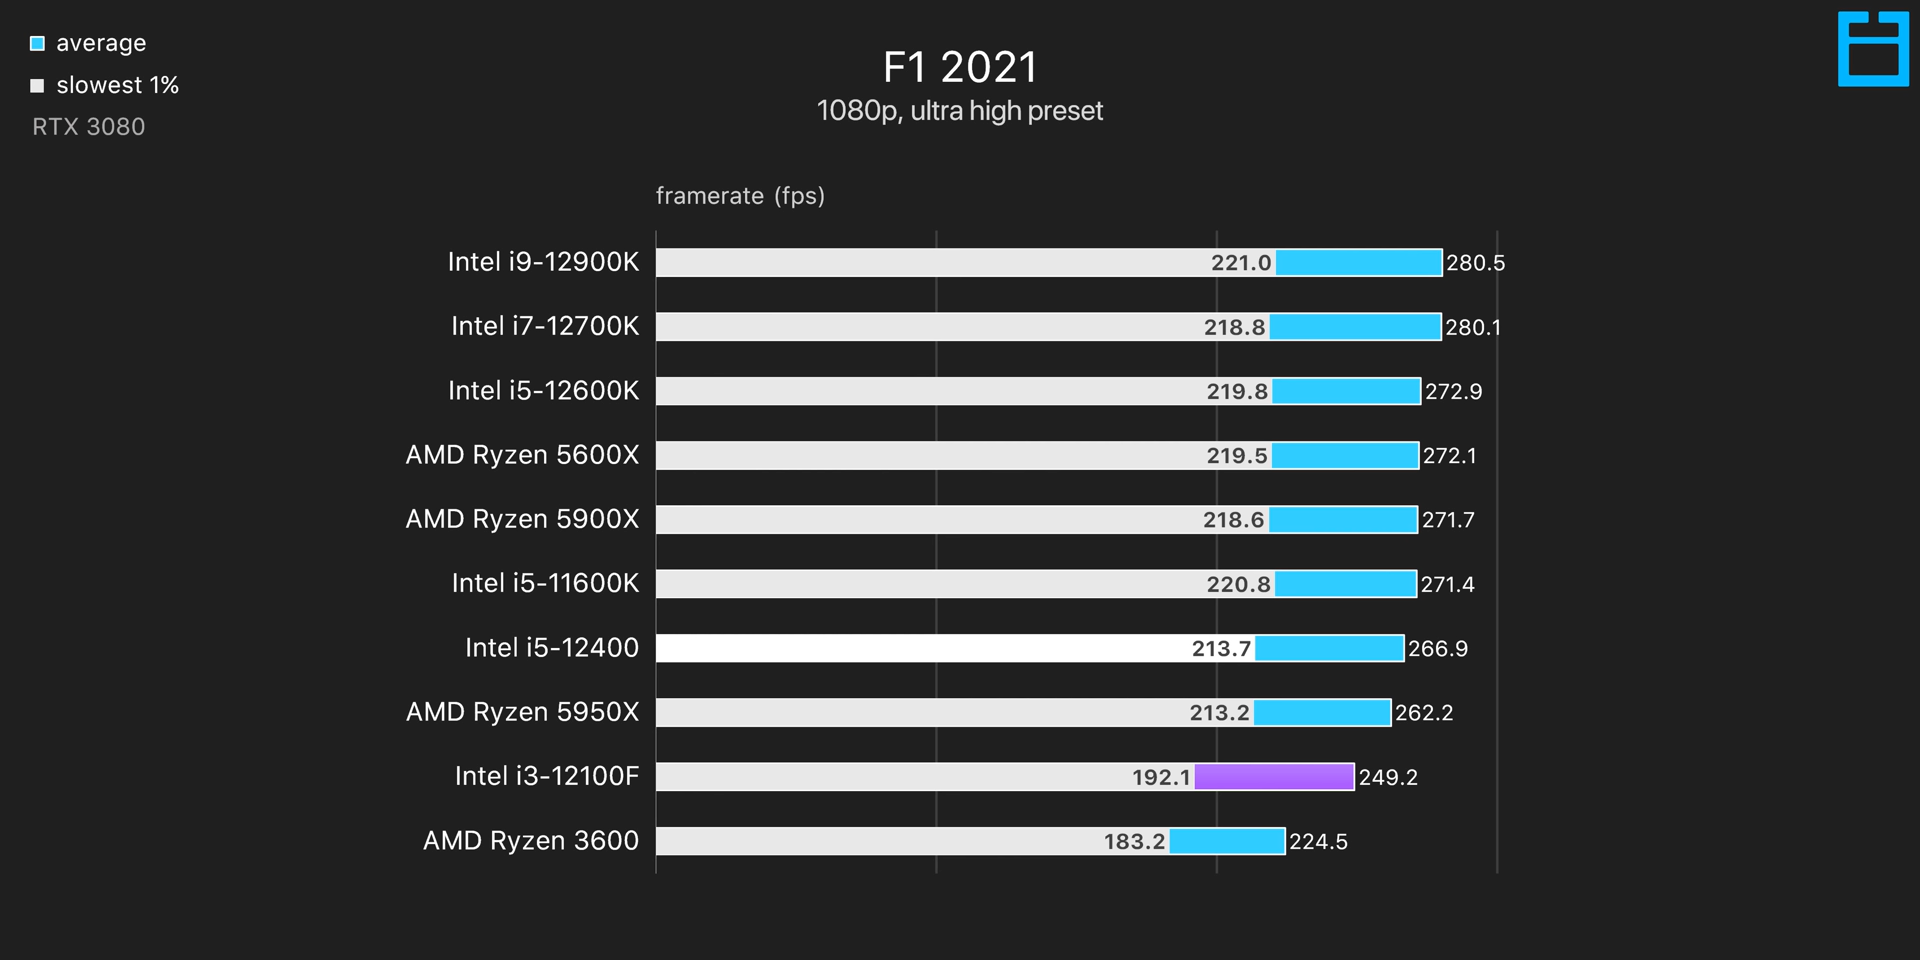 average
slowest 1%
RTX 3080
F1 2021
1080p, ultra high preset
framerate (fps)
Intel i9-12900K 221.0 280.5
Intel i7-12700K 218.8 280.1
Intel i5-12600K 219.8 272.9
AMD Ryzen 5600X 219.5 272.1
AMD Ryzen 5900X 218.6 271.7
Intel i5-11600K 220.8 271.4
Intel i5-12400 213.7 266.9
AMD Ryzen 5950X 213.2 262.2
Intel i3-12100F 192.1 249.2
AMD Ryzen 3600 183.2 224.5